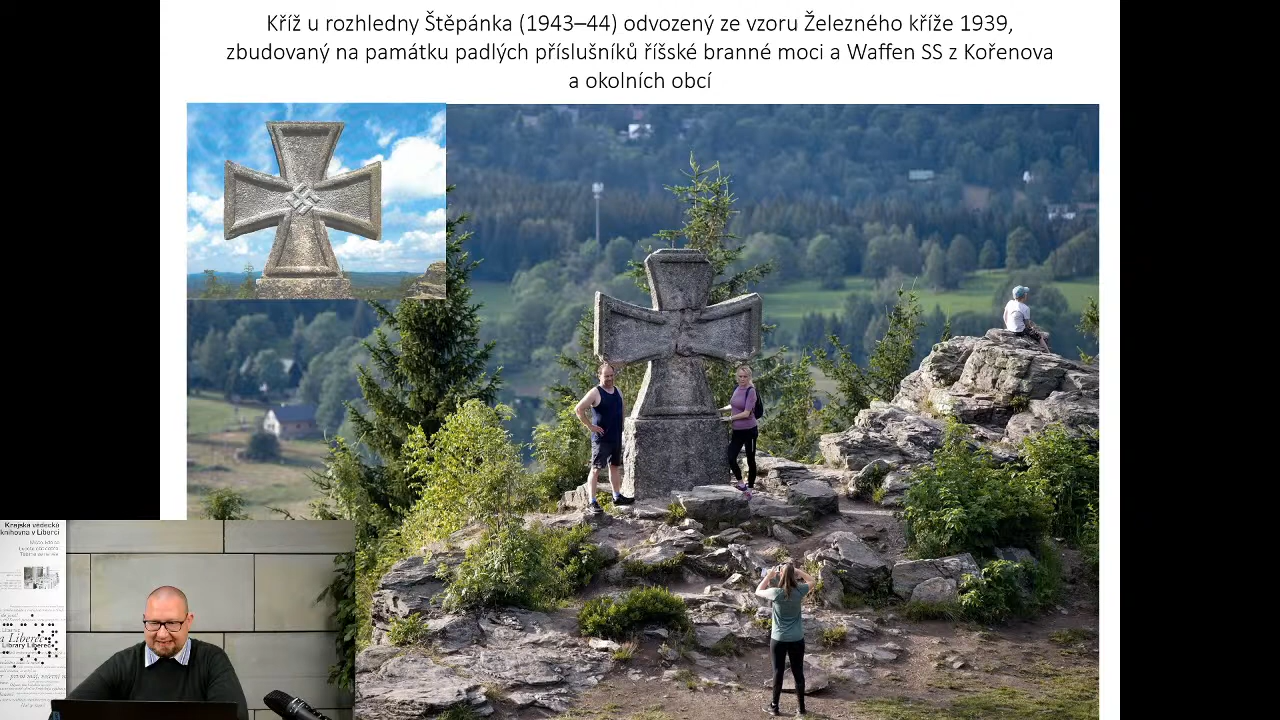 Kříž u rozhledny Štěpánka (1943–44) odvozený ze vzoru Železného kříže 1939,
zbudovaný na památku padlých příslušníků říšské branné moci a Waffen SS z Kořenova
a okolních obcí
Krajská vědecká
knihovna v Liberci
a Liberec
Library Liberec